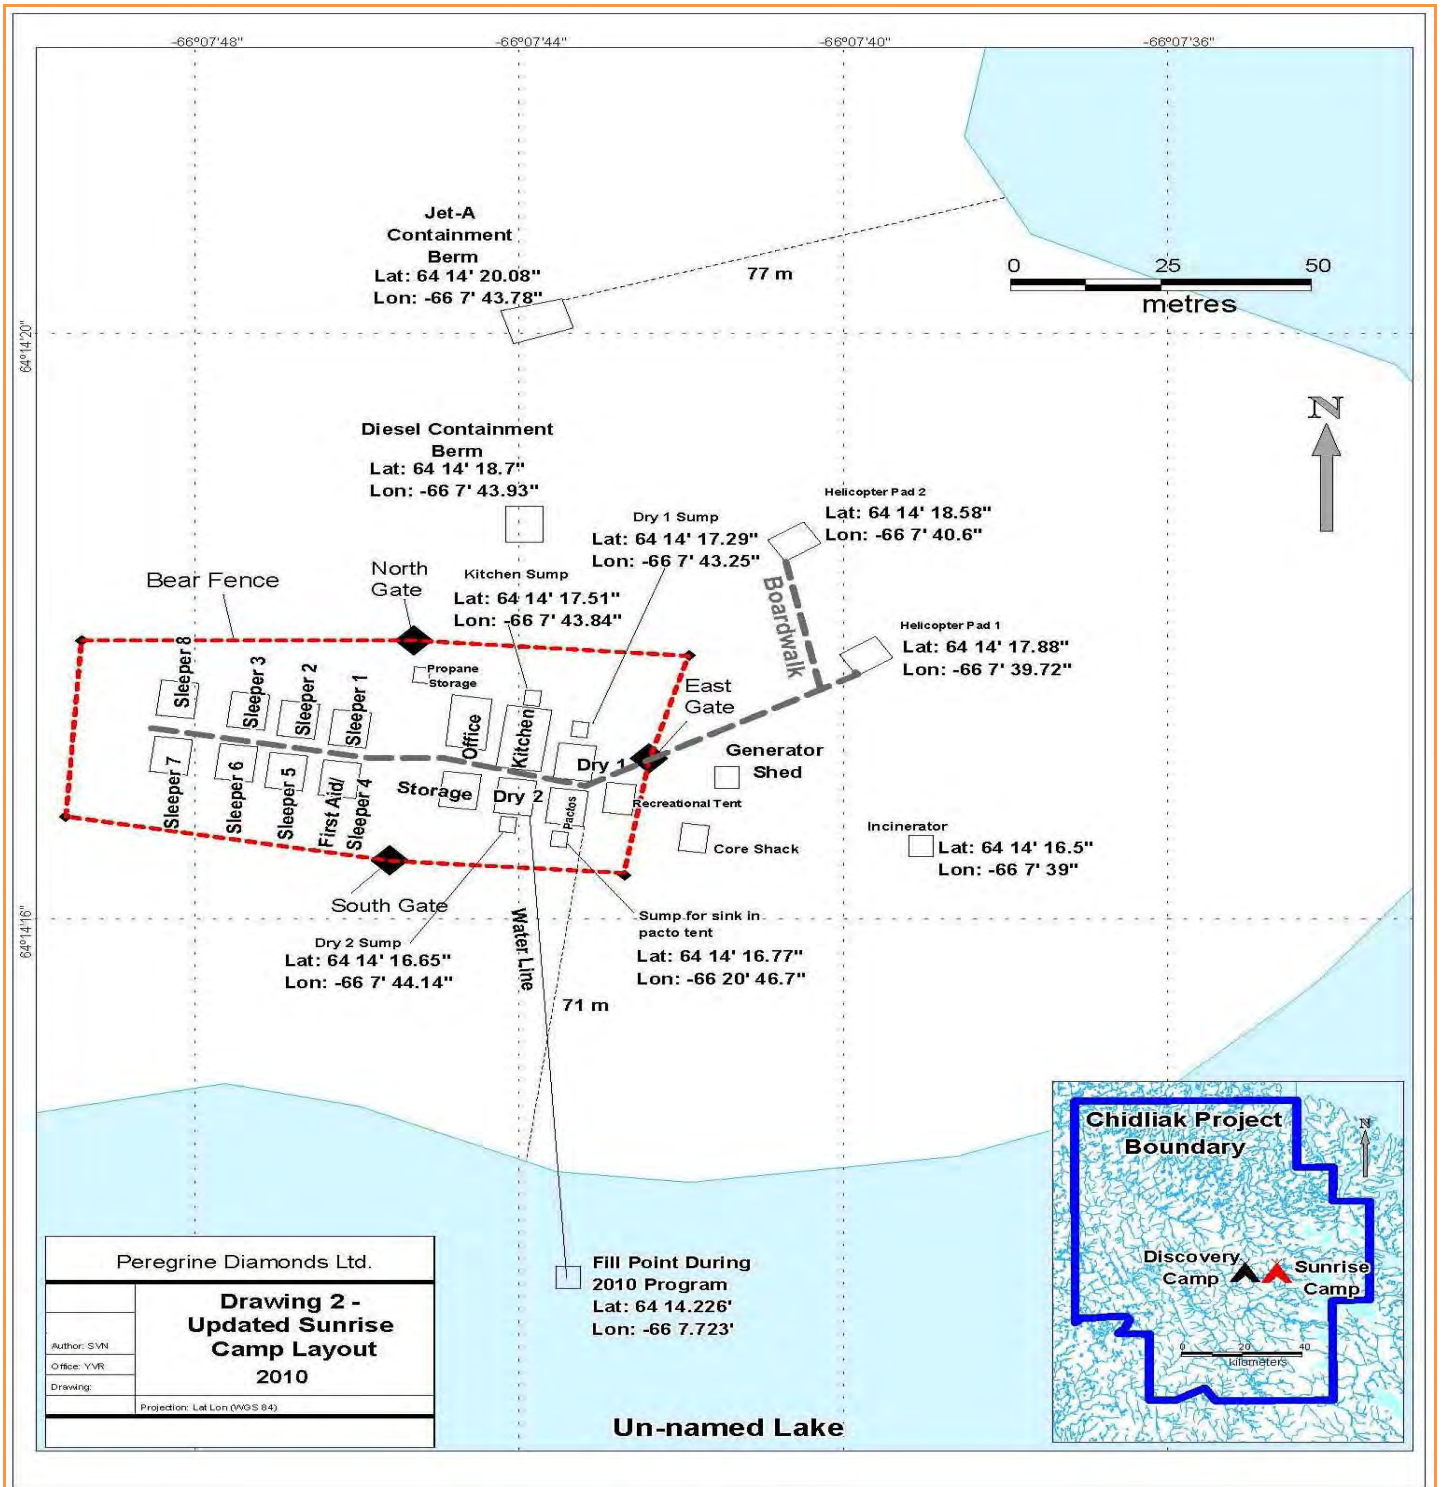 -66°07'48"
-66°07'44"
-66°07'40"
-66°07'36"
Jet-A
Containment
Berm
Lat: 64 14' 20.08"
Lon: -66 7' 43.78"
77 m
0 25 50
metres
64°14'20"
N
Diesel Containment
Berm
Lat: 64 14' 18.7"
Lon: -66 7' 43.93"
Dry 1 Sump
Lat: 64 14' 17.29"
Lon: -66 7' 43.25"
Helicopter Pad 2
Lat: 64 14' 18.58"
Lon: -66 7' 40.6"
Bear Fence
North
Gate
Kitchen Sump
Lat: 64 14' 17.51"
Lon: -66 7' 43.84"
Boardwalk
Helicopter Pad 1
Lat: 64 14' 17.88"
Lon: -66 7' 39.72"
Sleeper 8
Sleeper 3
Sleeper 2
Sleeper 1
Propane
Storage
Office
Kitchen
East
Gate
Dry 1
Generator
Shed
Sleeper 7
Sleeper 6
Sleeper 5
First Aid/
Sleeper 4
Storage
Dry 2
Pactos
Recreational Tent
Core Shack
Incinerator
Lat: 64 14' 16.5"
Lon: -66 7' 39"
64°14'16"
South Gate
Dry 2 Sump
Lat: 64 14' 16.65"
Lon: -66 7' 44.14"
Water Line
Sump for sink in
pacto tent
Lat: 64 14' 16.77"
Lon: -66 20' 46.7"
71 m
Chidliak Project
Boundary
N
Discovery
Camp
Sunrise
Camp
0 20 40
kilometers
Fill Point During
2010 Program
Lat: 64 14.226'
Lon: -66 7.723'
Peregrine Diamonds Ltd.
Drawing 2 -
Updated Sunrise
Camp Layout
2010
Author: SVN
Office: YVR
Drawing:
Projection: Lat Lon (WGS 84)
Un-named Lake